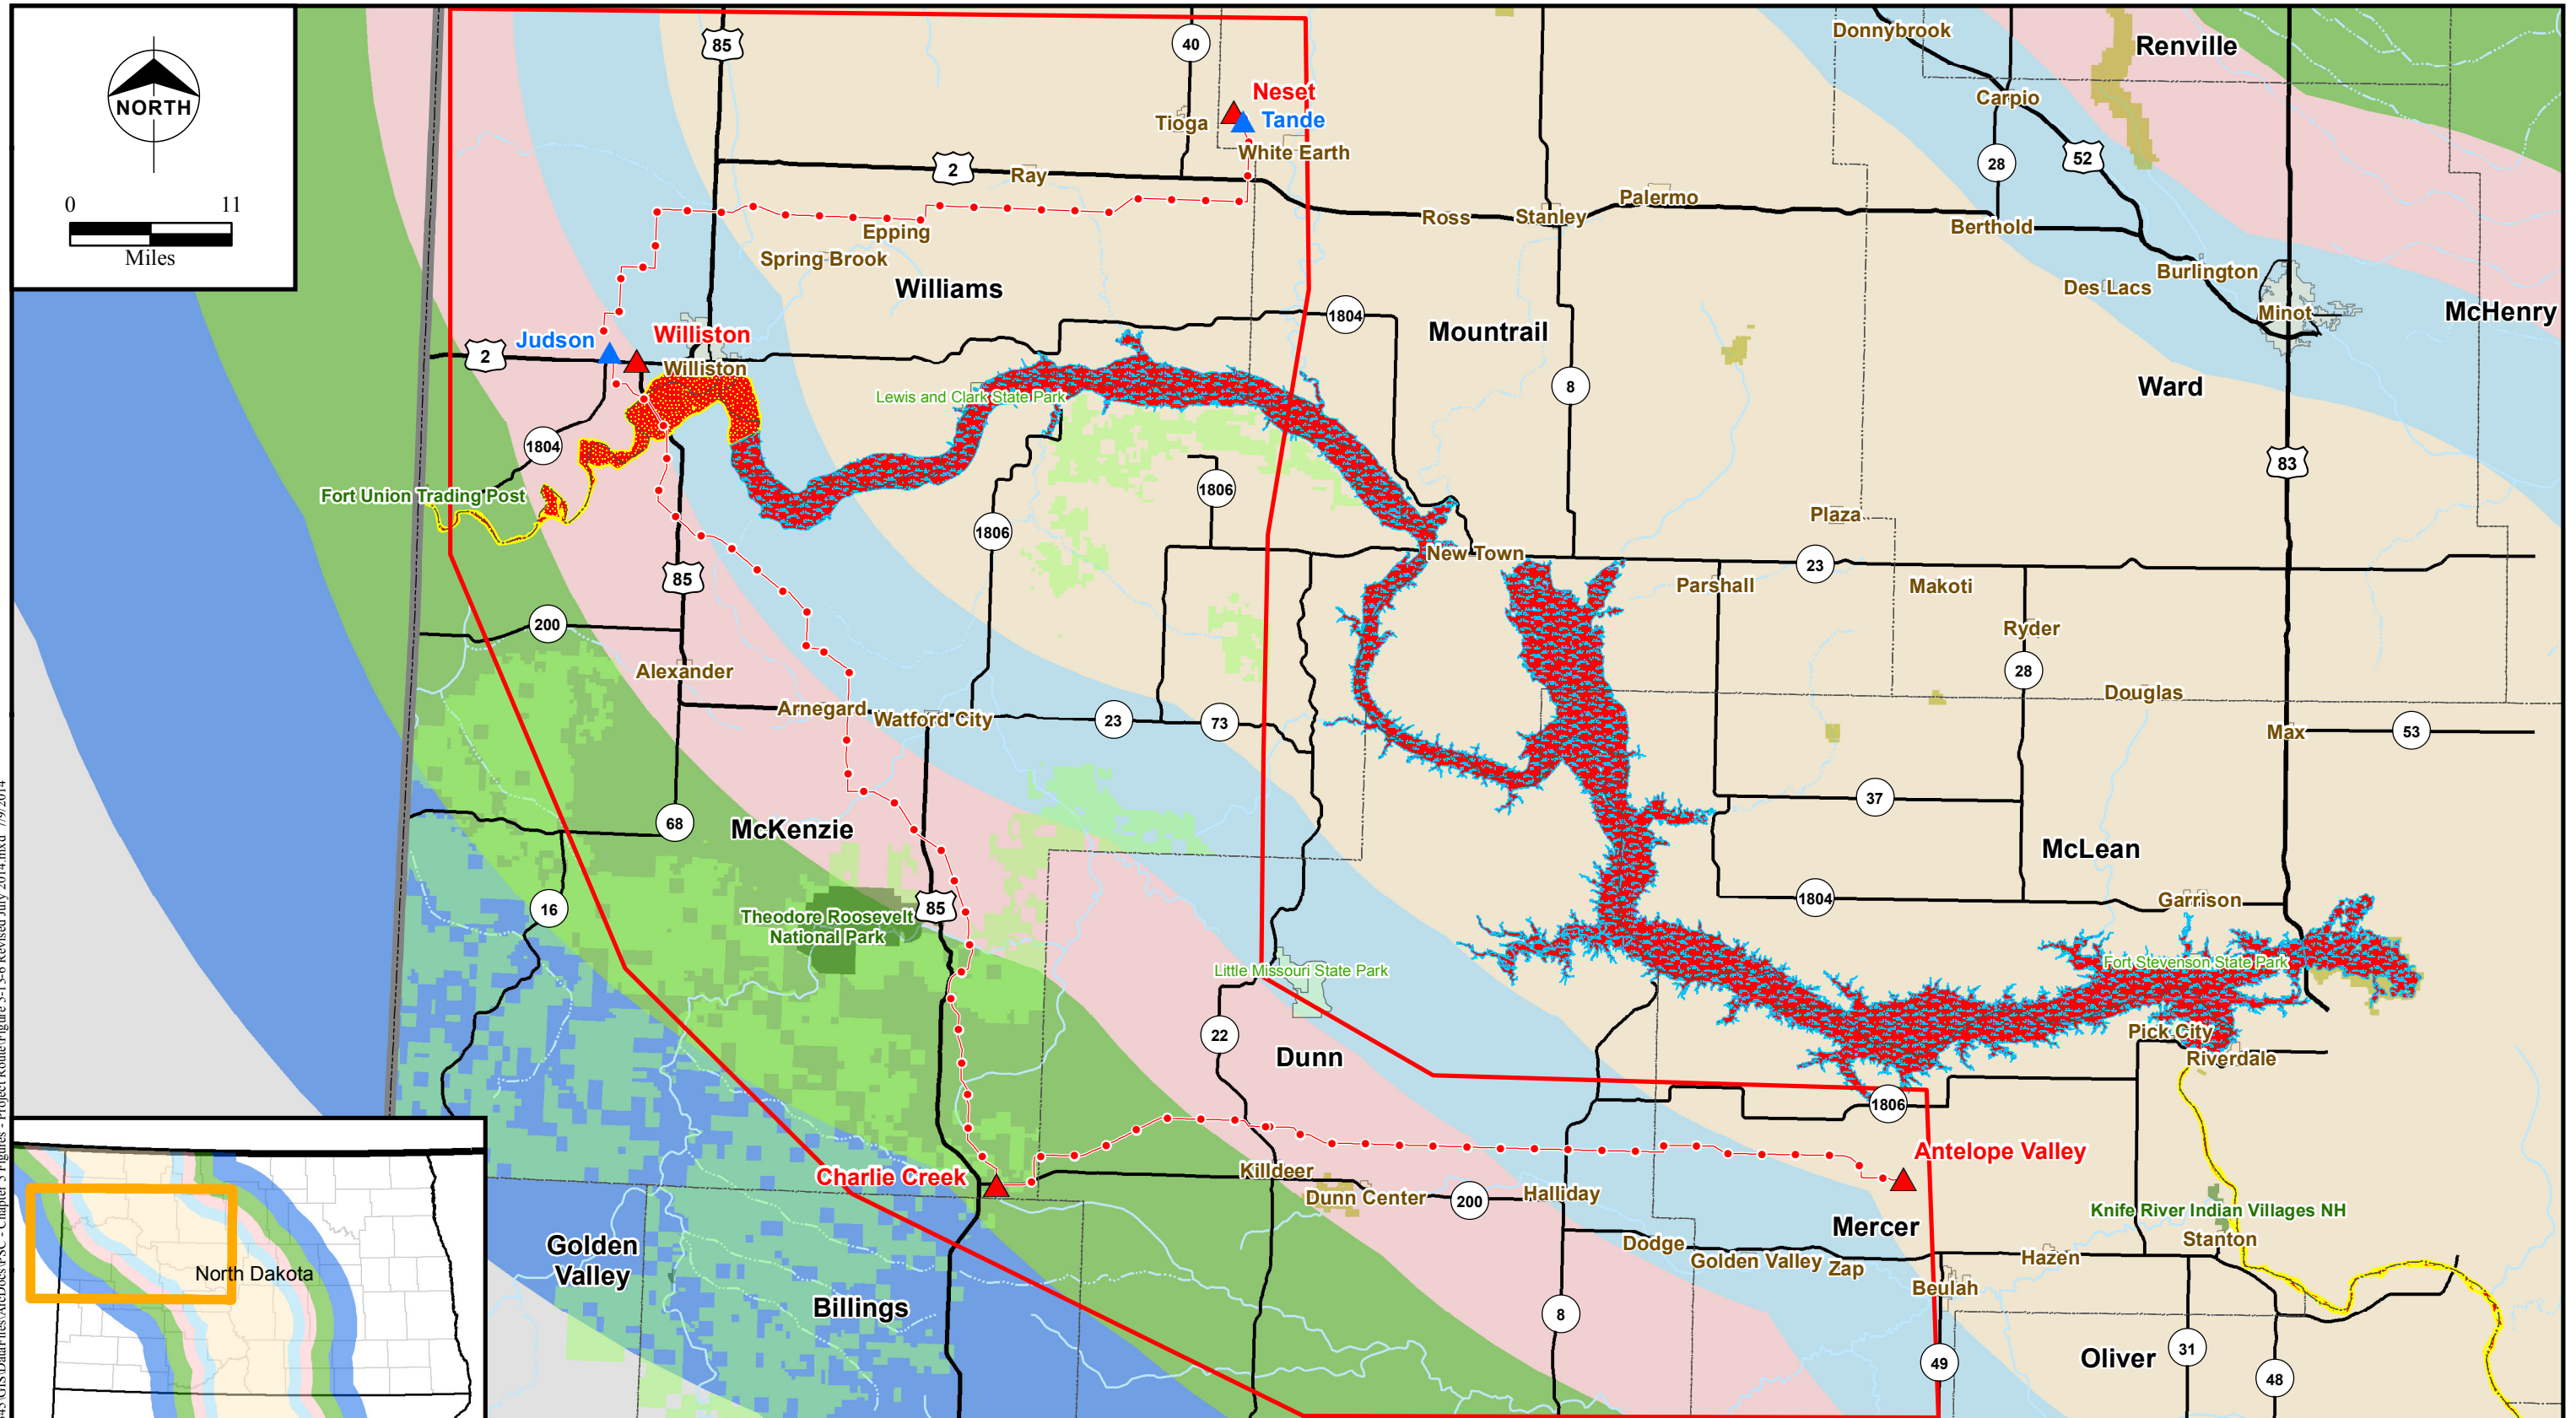 NORTH
0 11
Miles
85
40
Donnybrook
Renville
Neset
Tande
Tioga
Carpio
White Earth
28
52
2
Ray
Ross
Stanley
Palermo
Berthold
Epping
Spring Brook
Williams
Burlington
Des Lacs
Minot
McHenry
1804
Mountrail
Judson
Williston
2
Williston
8
Ward
Lewis and Clark State Park
1804
83
Fort Union Trading Post
1806
1806
Plaza
New Town
23
85
Parshall
Makoti
200
Ryder
28
Alexander
Douglas
Arnegard
Watford City
23
73
Max
53
37
68
McKenzie
McLean
1804
Garrison
16
Theodore Roosevelt
National Park
85
Little Missouri State Park
Fort Stevenson State Park
22
Pick City
Riverdale
Dunn
1806
Antelope Valley
Charlie Creek
Killdeer
Dunn Center
200
Halliday
Knife River Indian Villages NH
Stanton
Mercer
Golden
Valley
Dodge
Golden Valley
Zap
Hazen
Beulah
North Dakota
Billings
8
49
Oliver
31
48